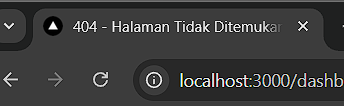 404 - Halaman Tidak Ditemukan
localhost:3000/dashb